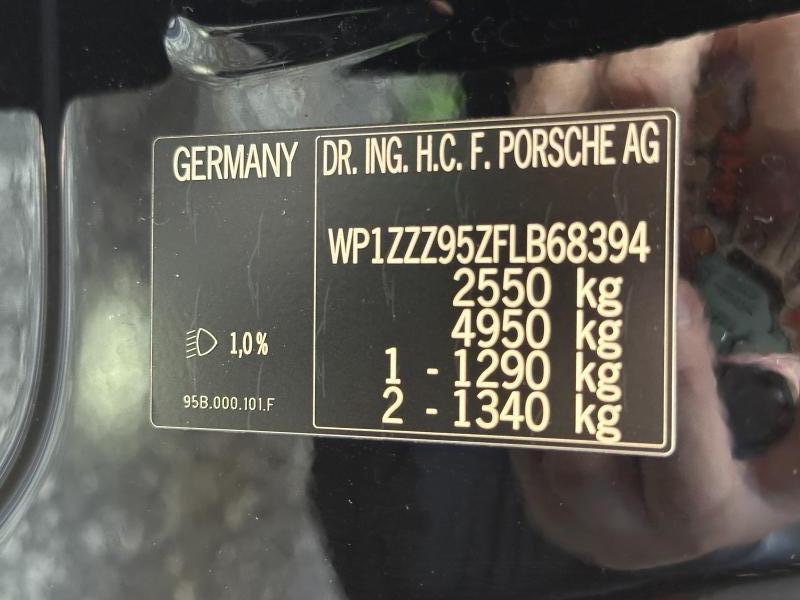 GERMANY
DR. ING. H.C. F. PORSCHE AG
WP1ZZZ95ZFLB68394
2550 kg
4950 kg
1 - 1290 kg
2 - 1340 kg
1,0%
95B.000.101.F